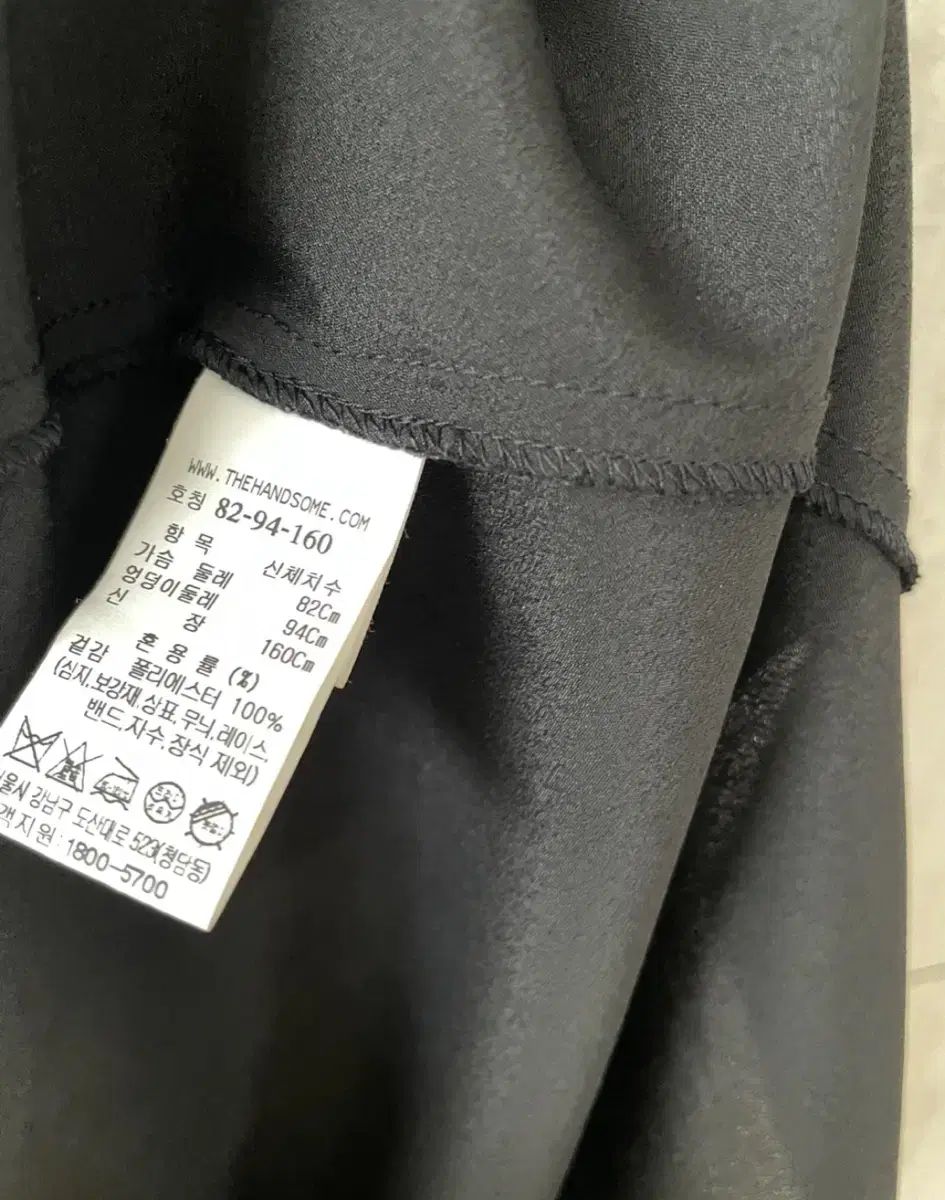 WWW.THEHANDSOME.COM
호칭 82-94-160
항 목 신체치수
가슴 둘레 82Cm
엉덩이둘레 94Cm
신 장 160Cm
혼 용 률 (%)
겉감 폴리에스터 100%
(심지,보강재,상표,무늬,레이스,
밴드,자수,장식 제외)
울시 강남구 도산대로 523(청담동)
객지원:1800-5700